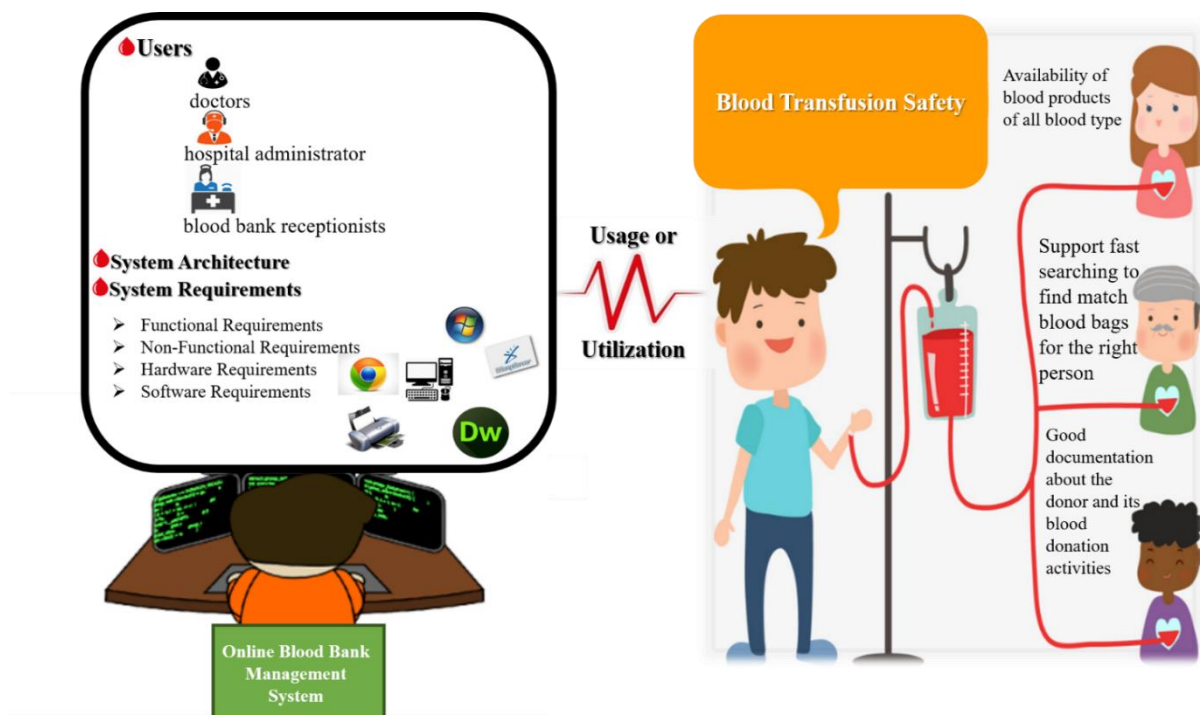 Users
doctors
hospital administrator
blood bank receptionists
System Architecture
System Requirements
Functional Requirements
Non-Functional Requirements
Hardware Requirements
Software Requirements
Dw
Online Blood Bank
Management
System
Usage or
Utilization
Blood Transfusion Safety
Availability of
blood products
of all blood type
Support fast
searching to
find match
blood bags
for the right
person
Good
documentation
about the
donor and its
blood
donation
activities